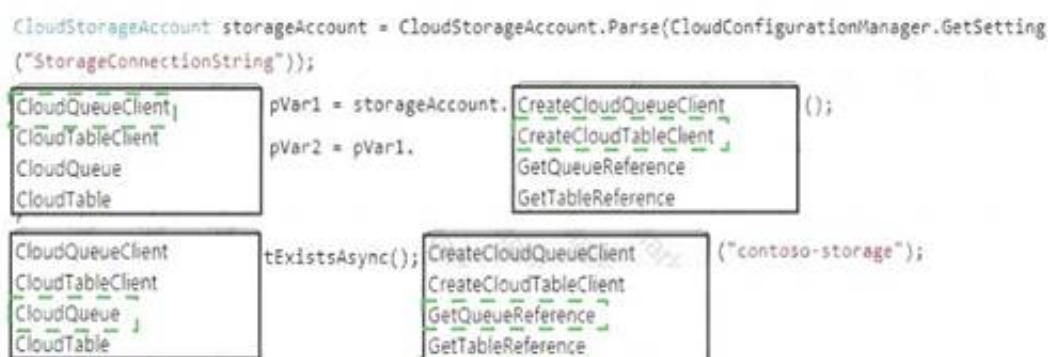 CloudStorageAccount storageAccount = CloudStorageAccount.Parse(CloudConfigurationManager.GetSetting
("StorageConnectionString"));
CloudQueueClient pVar1 = storageAccount. CreateCloudQueueClient ();
CloudTableClient pVar2 = pVar1. CreateCloudTableClient
CloudQueue GetQueueReference
CloudTable GetTableReference
CloudQueueClient tExistsAsync(); CreateCloudQueueClient ("contoso-storage");
CloudTableClient CreateCloudTableClient
CloudQueue GetQueueReference
CloudTable GetTableReference